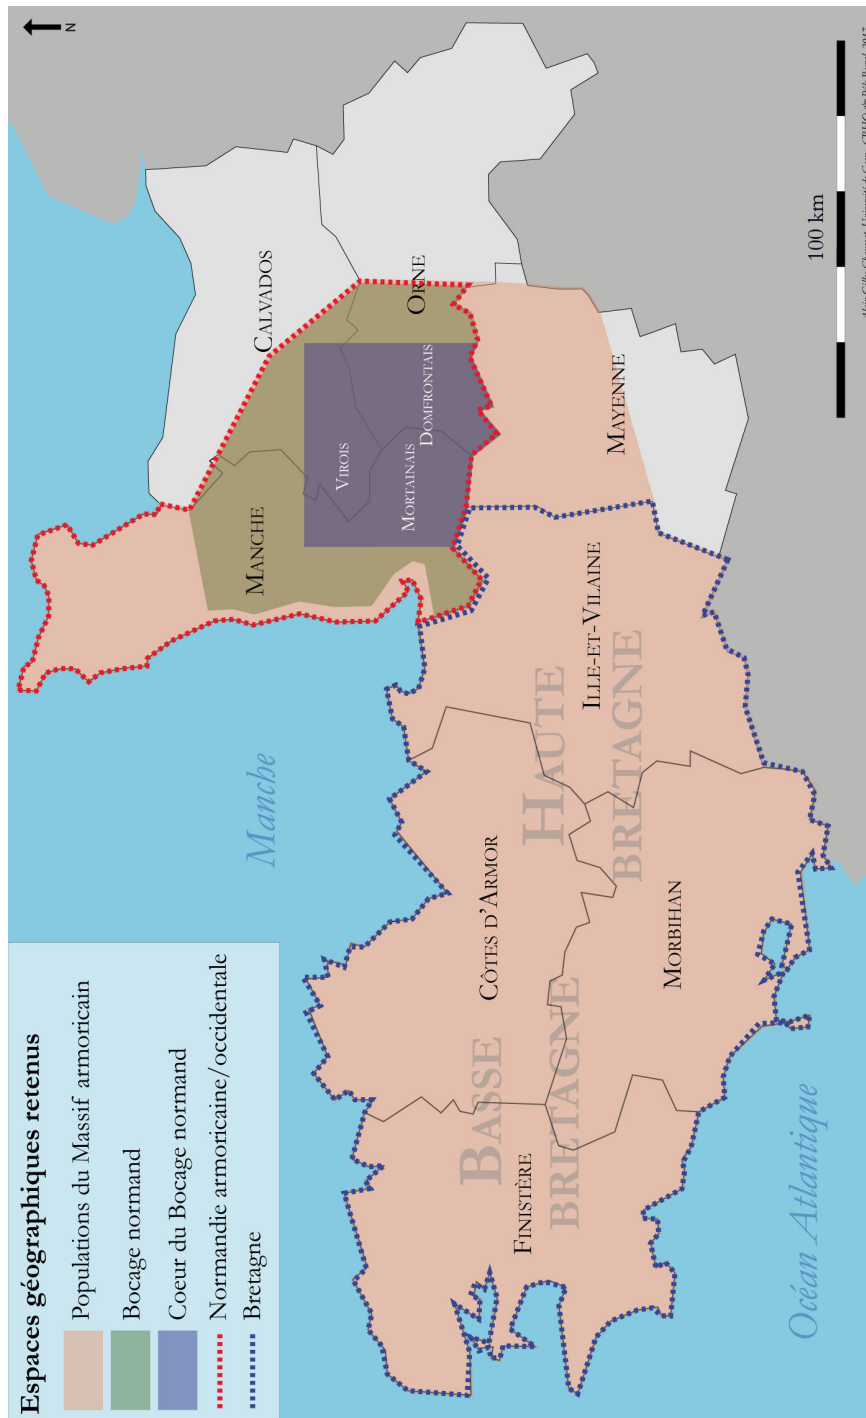 Espaces géographiques retenus
Populations du Massif armoricain
Bocage normand
Coeur du Bocage normand
Normandie armoricaine/occidentale
Bretagne
N
Manche
Océan Atlantique
CALVADOS
ORNE
MANCHE
VIROIS
MORTAINAIS
DOMFRONTAIS
MAYENNE
ILLE-ET-VILAINE
HAUTE
BRETAGNE
CÔTES D'ARMOR
MORBIHAN
BASSE
BRETAGNE
FINISTÈRE
100 km